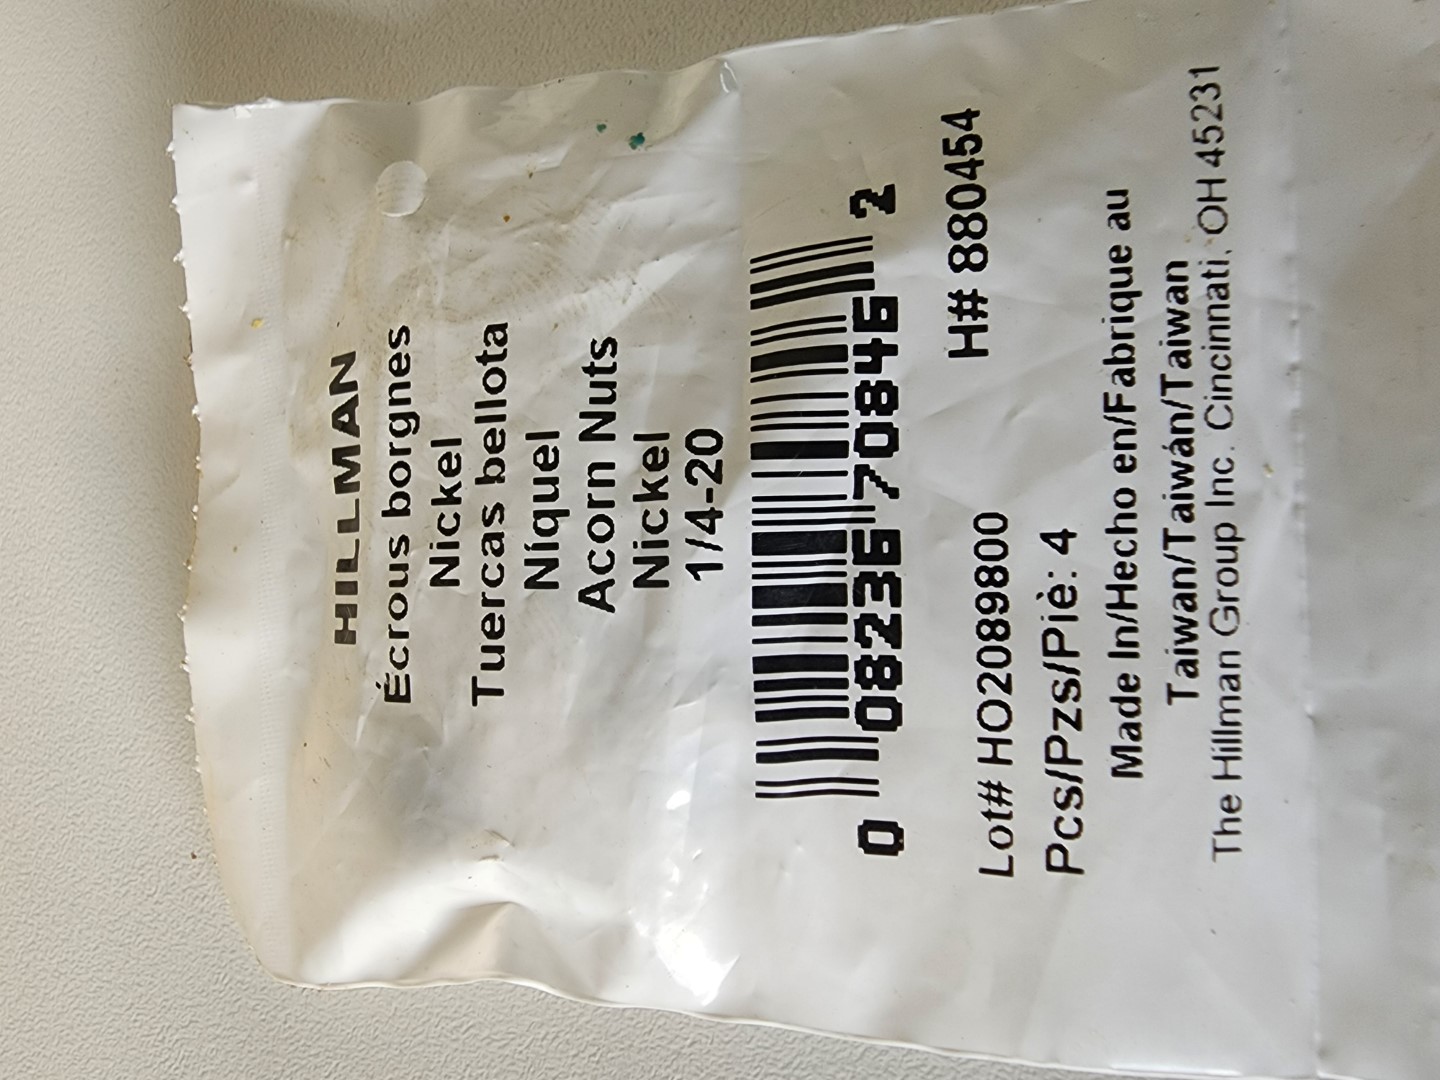 HILLMAN
Écrous borgnes
Nickel
Tuercas bellota
Níquel
Acorn Nuts
Nickel
1/4-20
0 08236 70846 2
H# 880454
Lot# HO2089800
Pcs/Pzs/Piè: 4
Made In/Hecho en/Fabrique au
Taiwan/Taiwán/Taiwan
The Hillman Group Inc. Cincinnati, OH 45231